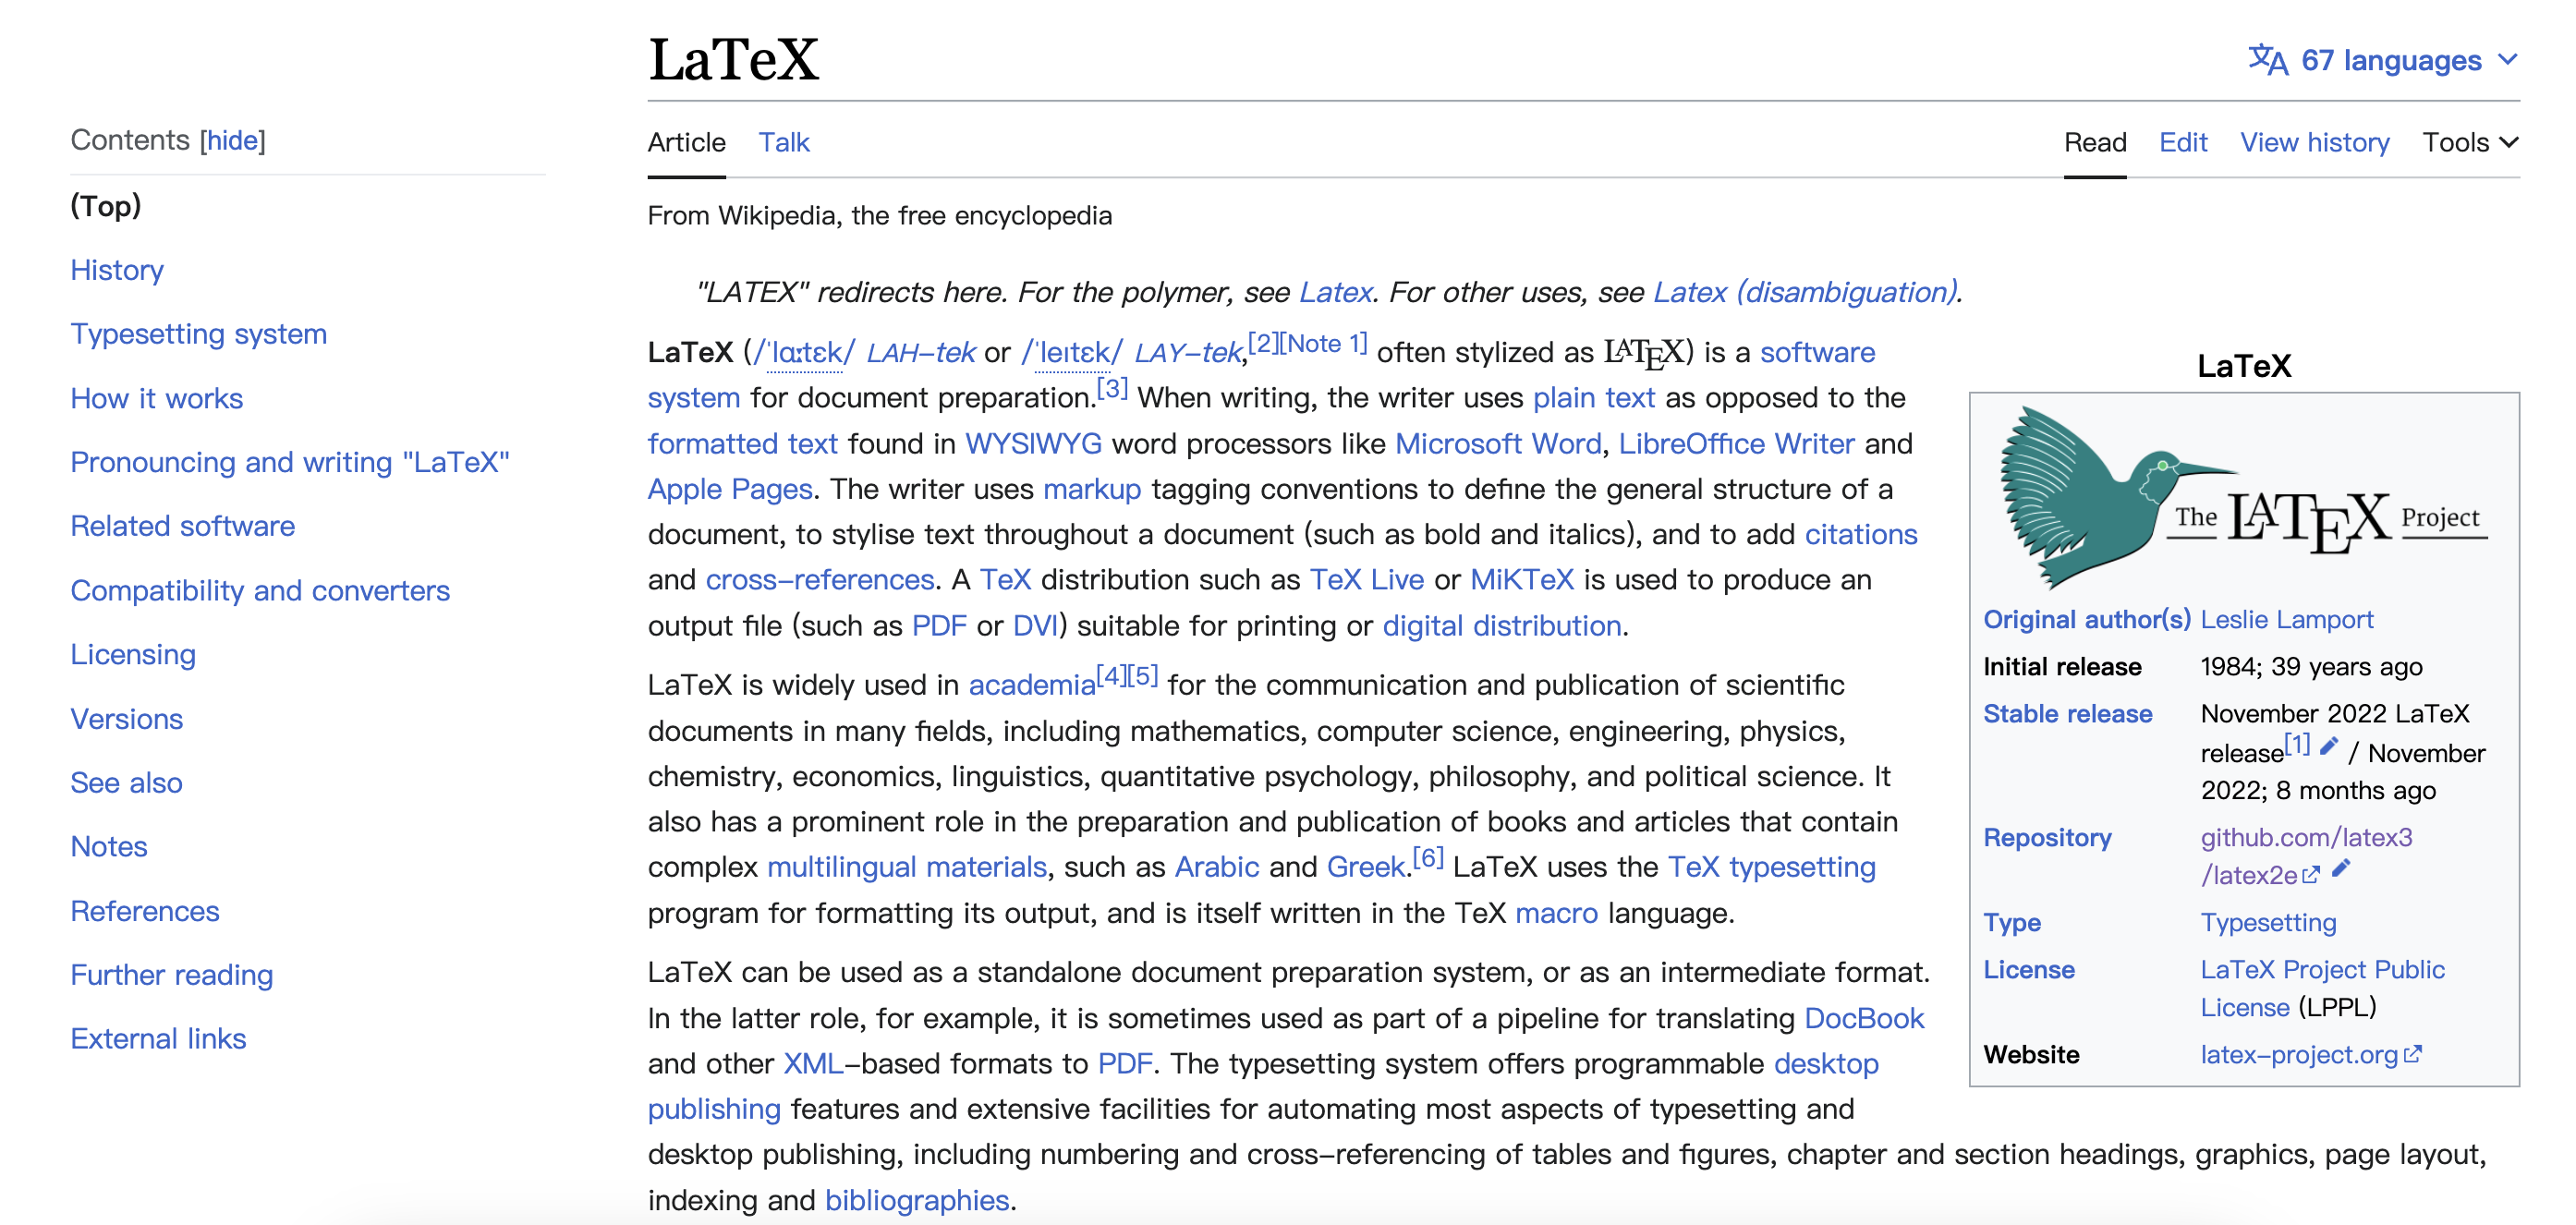 LaTeX
67 languages
Contents [hide]
(Top)
History
Typesetting system
How it works
Pronouncing and writing "LaTeX"
Related software
Compatibility and converters
Licensing
Versions
See also
Notes
References
Further reading
External links
Article Talk
Read Edit View history Tools
From Wikipedia, the free encyclopedia
"LATEX" redirects here. For the polymer, see Latex. For other uses, see Latex (disambiguation).
LaTeX (/ˈlɑːtɛk/ LAH-tek or /ˈleɪtɛk/ LAY-tek,[2][Note 1] often stylized as LATEX) is a software
system for document preparation.[3] When writing, the writer uses plain text as opposed to the
formatted text found in WYSIWYG word processors like Microsoft Word, LibreOffice Writer and
Apple Pages. The writer uses markup tagging conventions to define the general structure of a
document, to stylise text throughout a document (such as bold and italics), and to add citations
and cross-references. A TeX distribution such as TeX Live or MiKTeX is used to produce an
output file (such as PDF or DVI) suitable for printing or digital distribution.
LaTeX is widely used in academia[4][5] for the communication and publication of scientific
documents in many fields, including mathematics, computer science, engineering, physics,
chemistry, economics, linguistics, quantitative psychology, philosophy, and political science. It
also has a prominent role in the preparation and publication of books and articles that contain
complex multilingual materials, such as Arabic and Greek.[6] LaTeX uses the TeX typesetting
program for formatting its output, and is itself written in the TeX macro language.
LaTeX can be used as a standalone document preparation system, or as an intermediate format.
In the latter role, for example, it is sometimes used as part of a pipeline for translating DocBook
and other XML-based formats to PDF. The typesetting system offers programmable desktop
publishing features and extensive facilities for automating most aspects of typesetting and
desktop publishing, including numbering and cross-referencing of tables and figures, chapter and section headings, graphics, page layout,
indexing and bibliographies.
LaTeX
The LATEX Project
Original author(s) Leslie Lamport
Initial release 1984; 39 years ago
Stable release November 2022 LaTeX
release[1] / November
2022; 8 months ago
Repository github.com/latex3
/latex2e
Type Typesetting
License LaTeX Project Public
License (LPPL)
Website latex-project.org